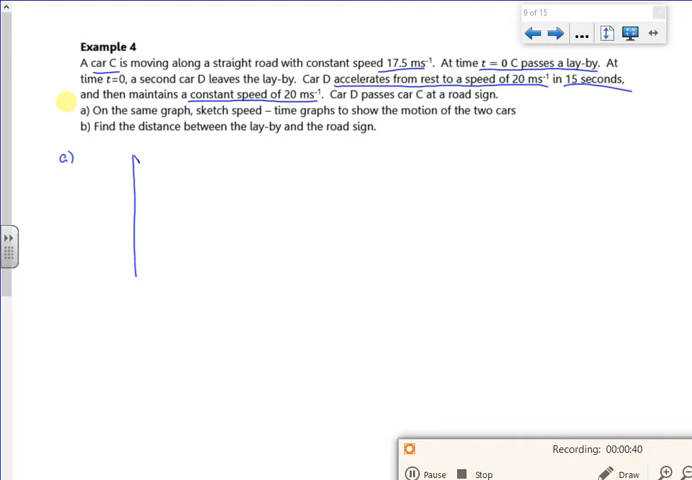 9 of 15
...
Example 4
A car C is moving along a straight road with constant speed 17.5 ms⁻¹. At time t = 0 C passes a lay-by. At
time t=0, a second car D leaves the lay-by. Car D accelerates from rest to a speed of 20 ms⁻¹ in 15 seconds,
and then maintains a constant speed of 20 ms⁻¹. Car D passes car C at a road sign.
a) On the same graph, sketch speed – time graphs to show the motion of the two cars
b) Find the distance between the lay-by and the road sign.
a)
Recording: 00:00:40
Pause Stop Draw